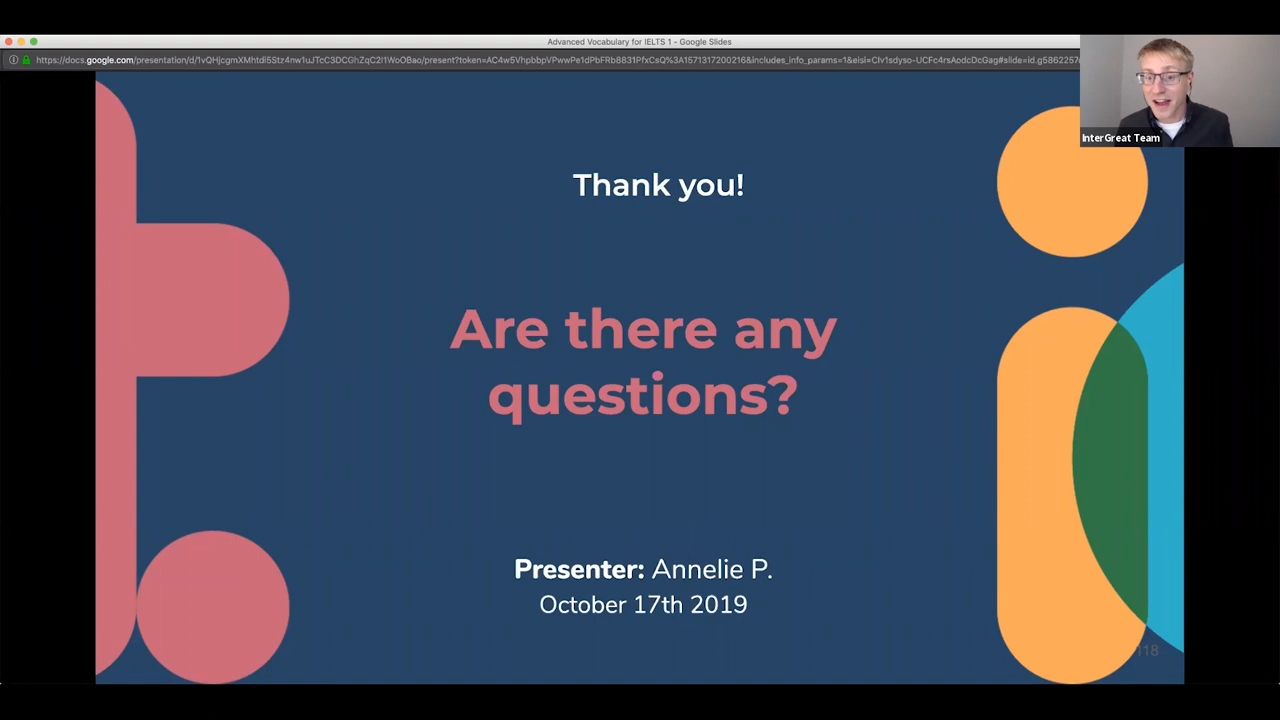 Advanced Vocabulary for IELTS 1 - Google Slides
InterGreat Team
Thank you!
Are there any
questions?
Presenter: Annelie P.
October 17th 2019
118